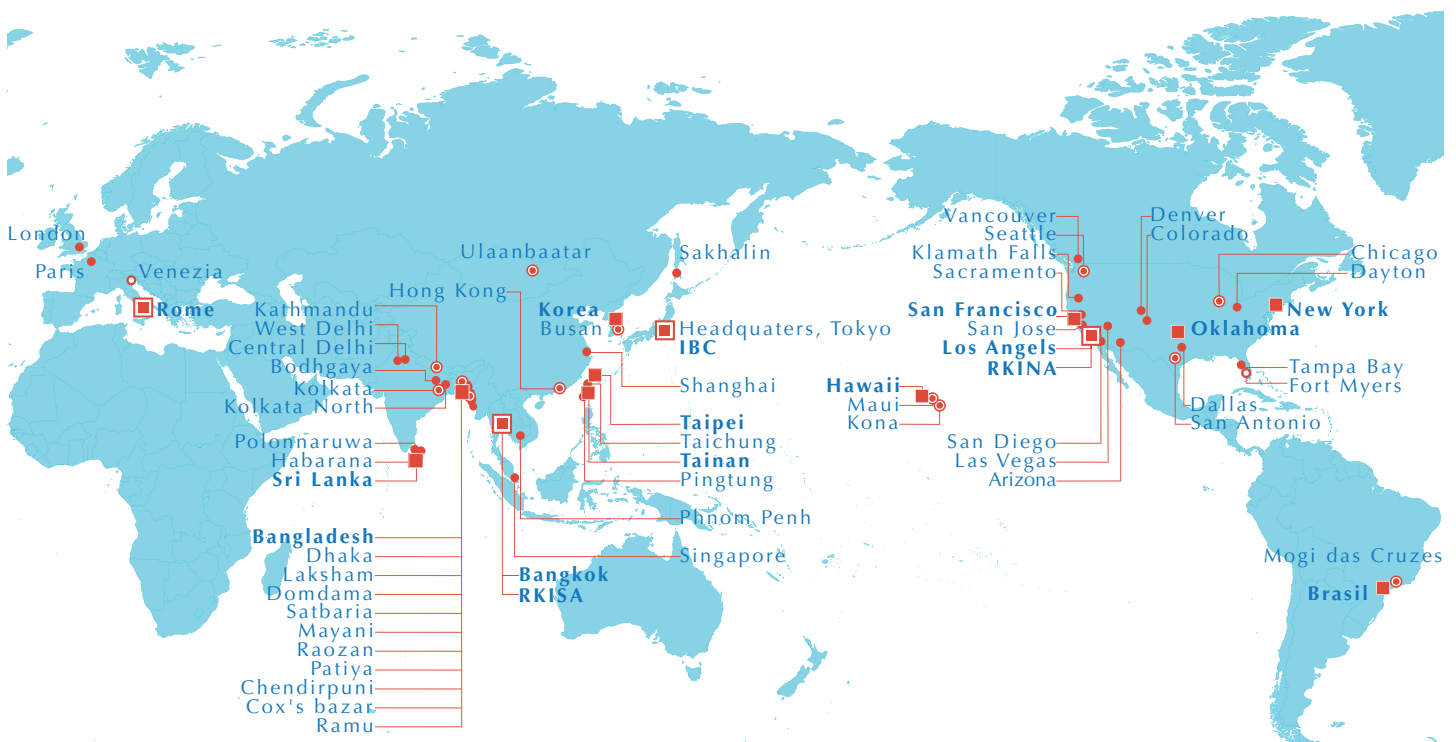 London
Paris
Venezia
Rome
Ulaanbaatar
Hong Kong
Kathmandu
West Delhi
Central Delhi
Bodhgaya
Kolkata
Kolkata North
Polonnaruwa
Habarana
Sri Lanka
Bangladesh
Dhaka
Laksham
Domdama
Satbaria
Mayani
Raozan
Patiya
Chendirpuni
Cox's bazar
Ramu
Korea
Busan
Sakhalin
Headquaters, Tokyo
IBC
Shanghai
Taipei
Taichung
Tainan
Pingtung
Phnom Penh
Singapore
Bangkok
RKISA
Vancouver
Seattle
Klamath Falls
Sacramento
San Francisco
San Jose
Los Angels
RKINA
Hawaii
Maui
Kona
San Diego
Las Vegas
Arizona
Denver
Colorado
Chicago
Dayton
New York
Oklahoma
Tampa Bay
Fort Myers
Dallas
San Antonio
Mogi das Cruzes
Brasil